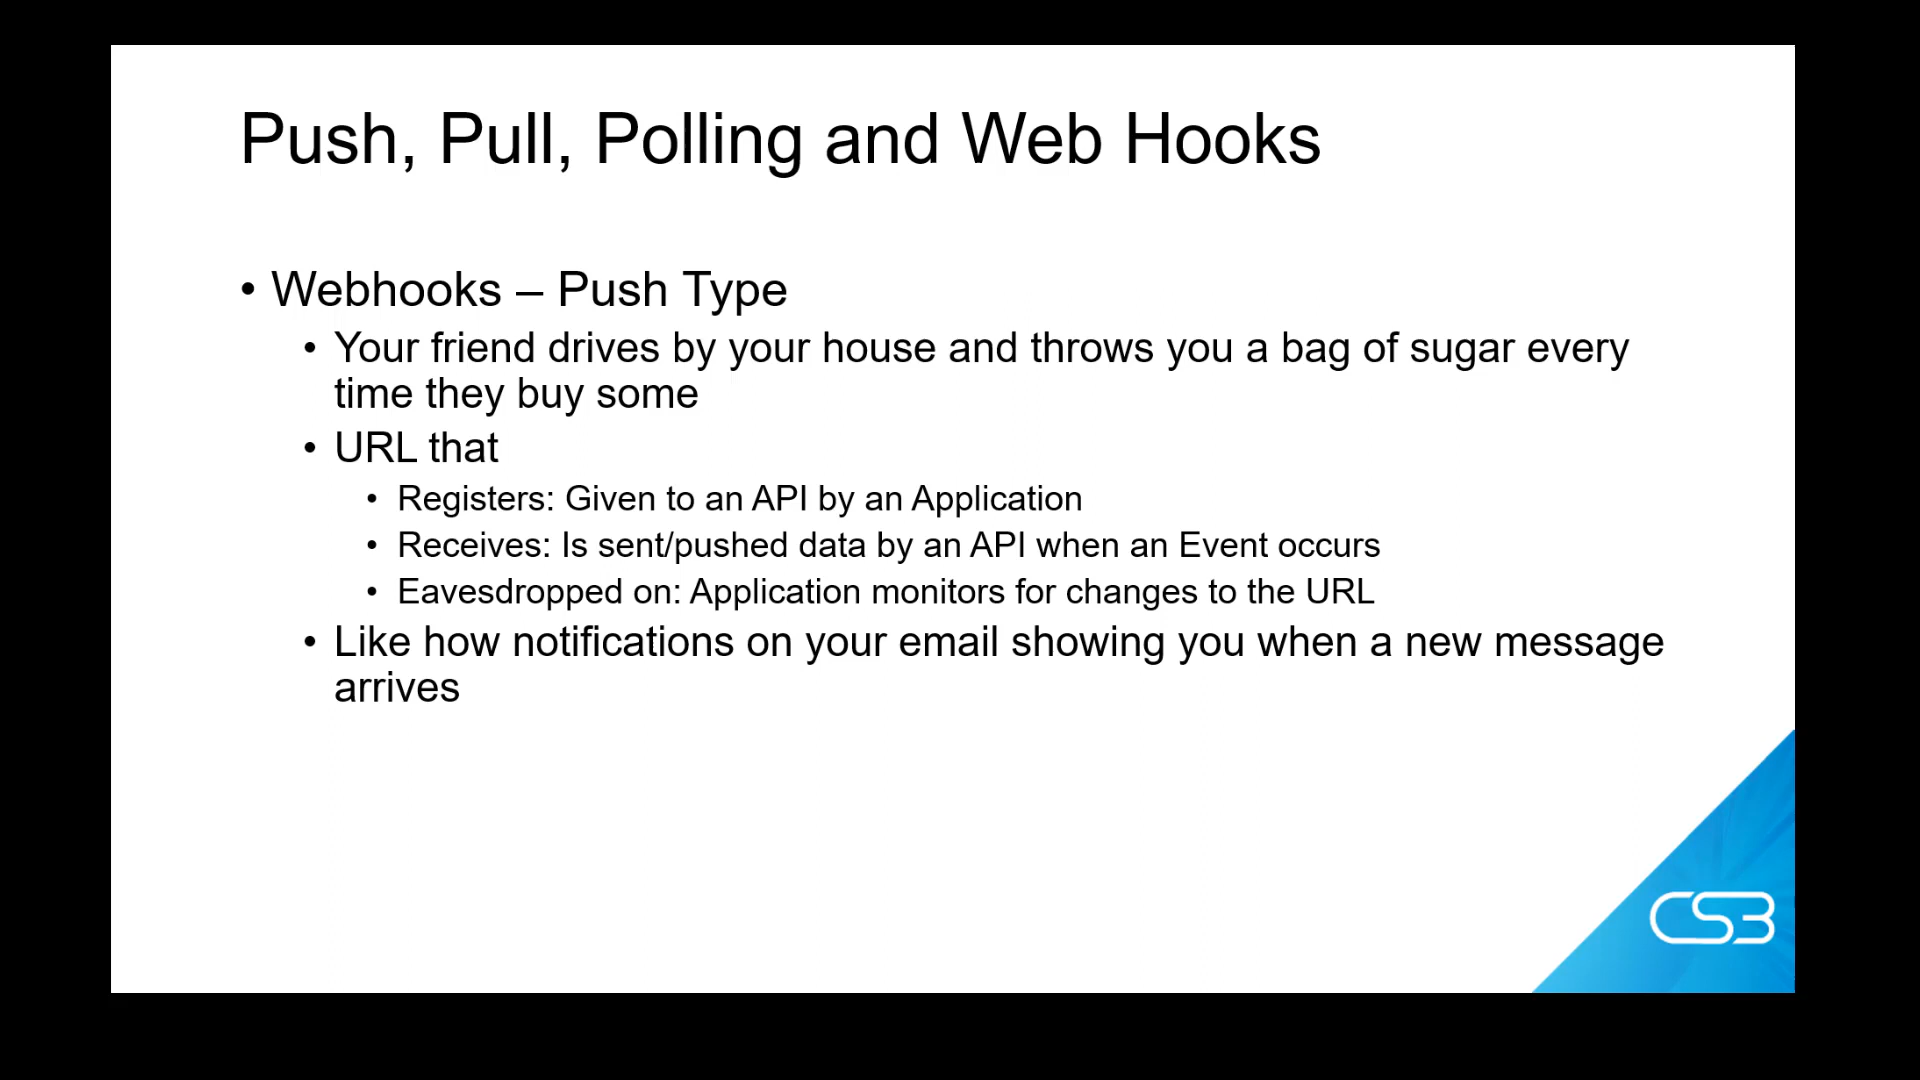 Push, Pull, Polling and Web Hooks
• Webhooks – Push Type
• Your friend drives by your house and throws you a bag of sugar every
time they buy some
• URL that
• Registers: Given to an API by an Application
• Receives: Is sent/pushed data by an API when an Event occurs
• Eavesdropped on: Application monitors for changes to the URL
• Like how notifications on your email showing you when a new message
arrives
CS3